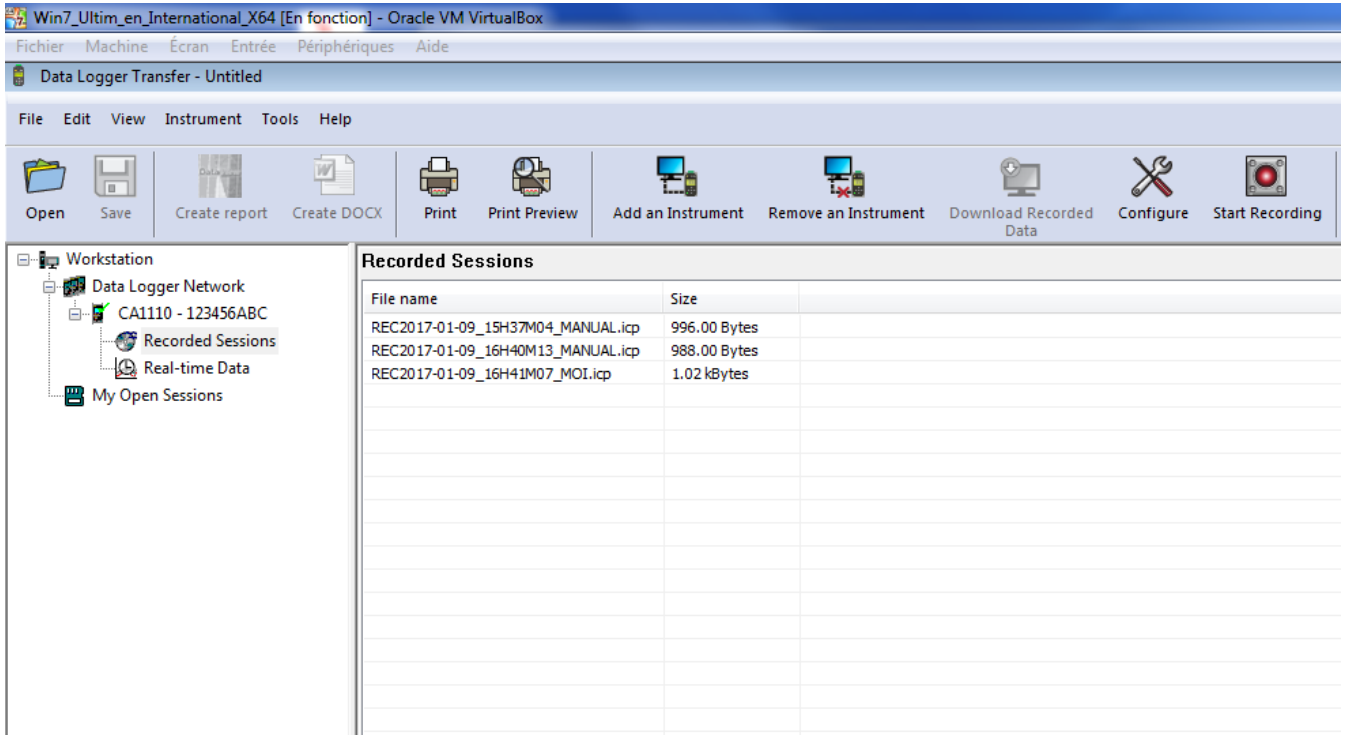 Win7_Ultim_en_International_X64 [En fonction] - Oracle VM VirtualBox
Fichier Machine Écran Entrée Périphériques Aide
Data Logger Transfer - Untitled
File Edit View Instrument Tools Help
Open Save Create report Create DOCX Print Print Preview Add an Instrument Remove an Instrument Download Recorded Data Configure Start Recording
Workstation
Data Logger Network
CA1110 - 123456ABC
Recorded Sessions
Real-time Data
My Open Sessions
Recorded Sessions
File name Size
REC2017-01-09_15H37M04_MANUAL.icp 996.00 Bytes
REC2017-01-09_16H40M13_MANUAL.icp 988.00 Bytes
REC2017-01-09_16H41M07_MOI.icp 1.02 kBytes